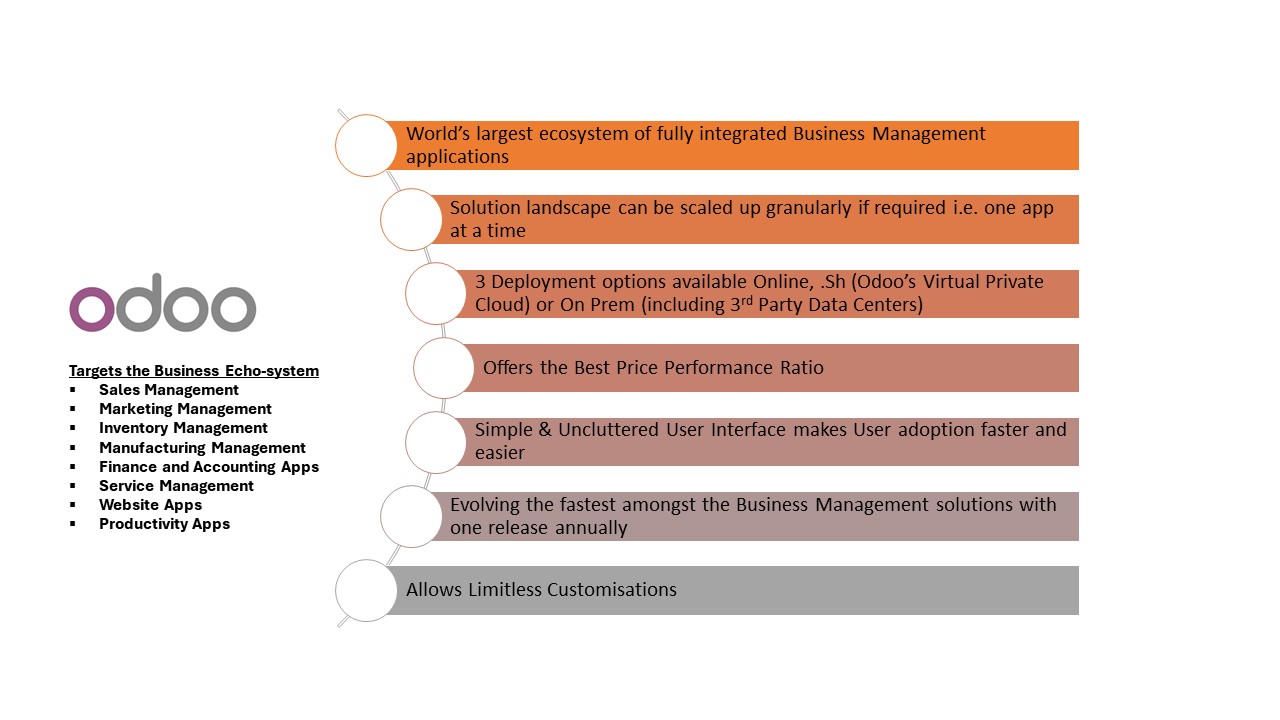 odoo
Targets the Business Echo-system
▪ Sales Management
▪ Marketing Management
▪ Inventory Management
▪ Manufacturing Management
▪ Finance and Accounting Apps
▪ Service Management
▪ Website Apps
▪ Productivity Apps
World’s largest ecosystem of fully integrated Business Management
applications
Solution landscape can be scaled up granularly if required i.e. one app
at a time
3 Deployment options available Online, .Sh (Odoo’s Virtual Private
Cloud) or On Prem (including 3rd Party Data Centers)
Offers the Best Price Performance Ratio
Simple & Uncluttered User Interface makes User adoption faster and
easier
Evolving the fastest amongst the Business Management solutions with
one release annually
Allows Limitless Customisations